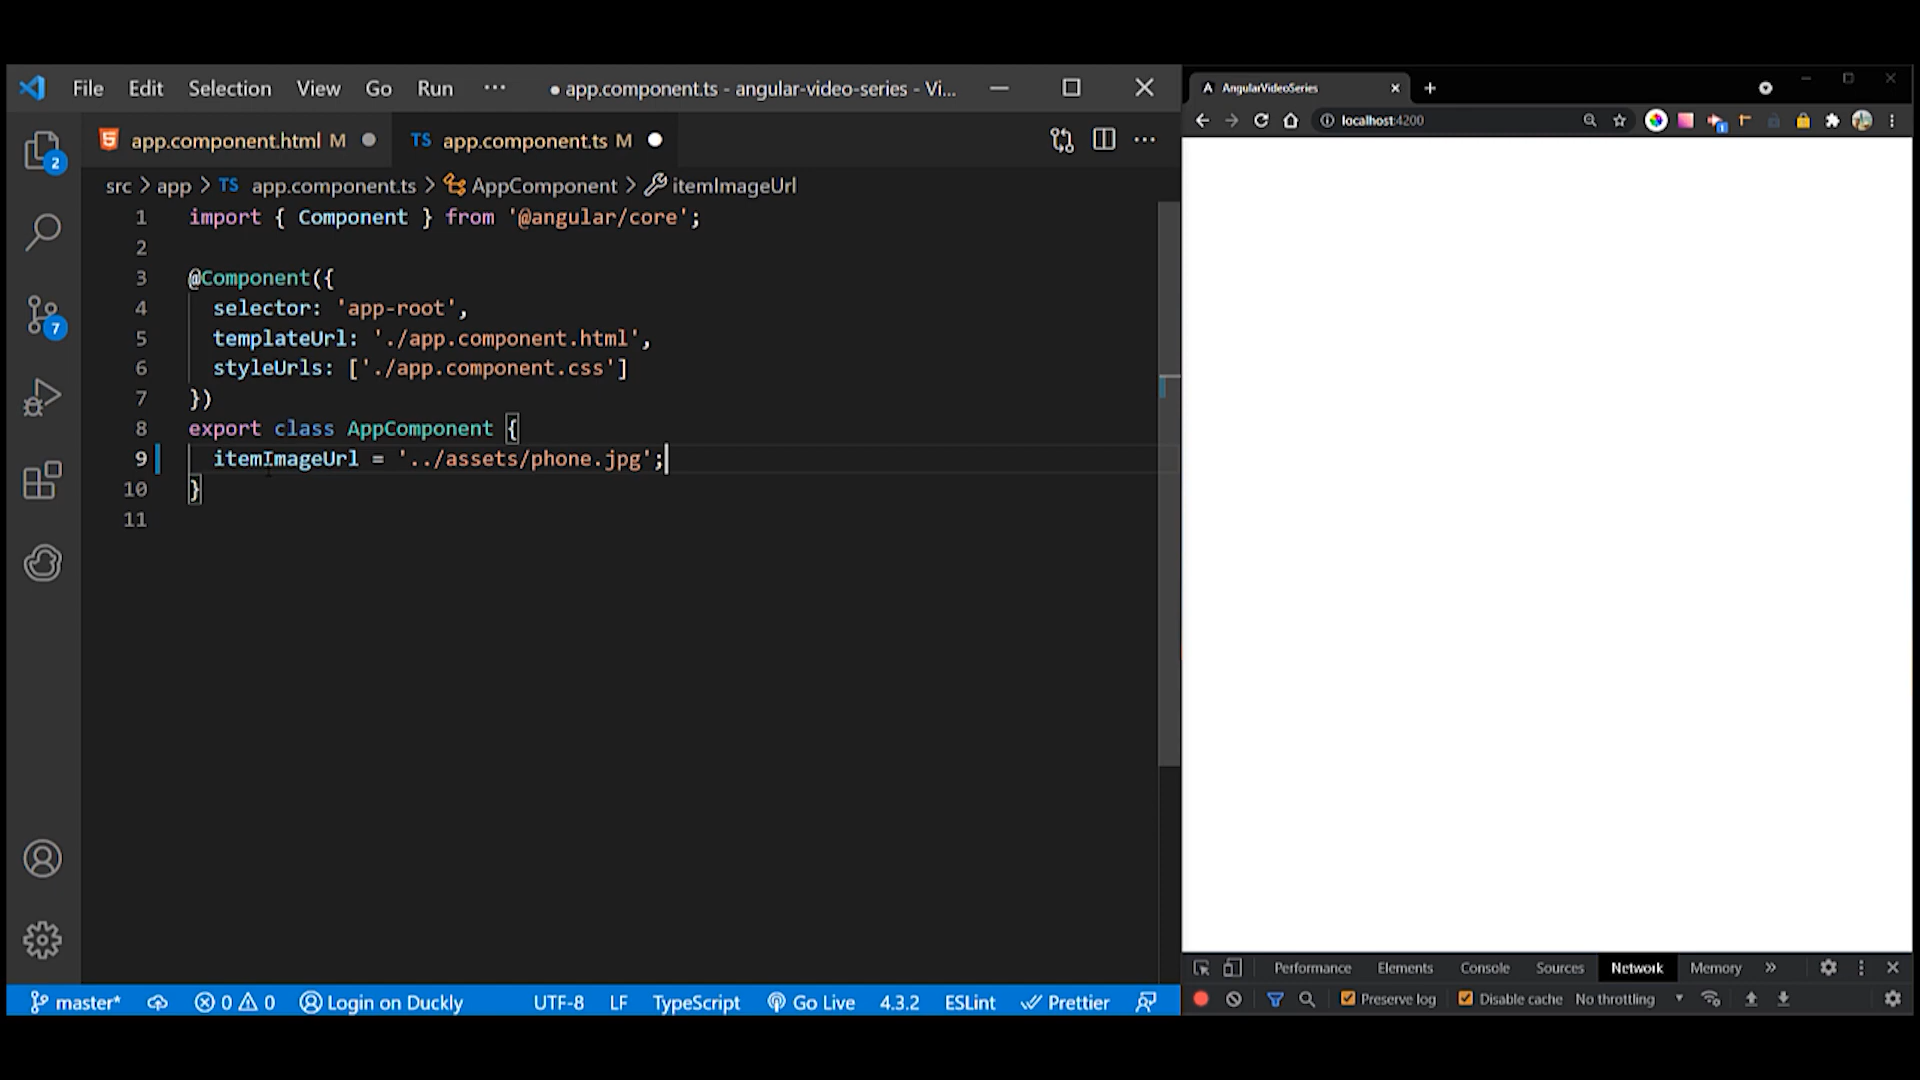 File Edit Selection View Go Run ··· ● app.component.ts - angular-video-series - Vi...
app.component.html M ● TS app.component.ts M ●
src > app > TS app.component.ts > AppComponent > itemImageUrl
1 import { Component } from '@angular/core';
2
3 @Component({
4 selector: 'app-root',
5 templateUrl: './app.component.html',
6 styleUrls: ['./app.component.css']
7 })
8 export class AppComponent {
9 itemImageUrl = '../assets/phone.jpg';
10 }
11
2
7
master* 0 0 Login on Duckly UTF-8 LF TypeScript Go Live 4.3.2 ESLint Prettier
AngularVideoSeries
localhost:4200
1
Performance Elements Console Sources Network Memory »
Preserve log Disable cache No throttling